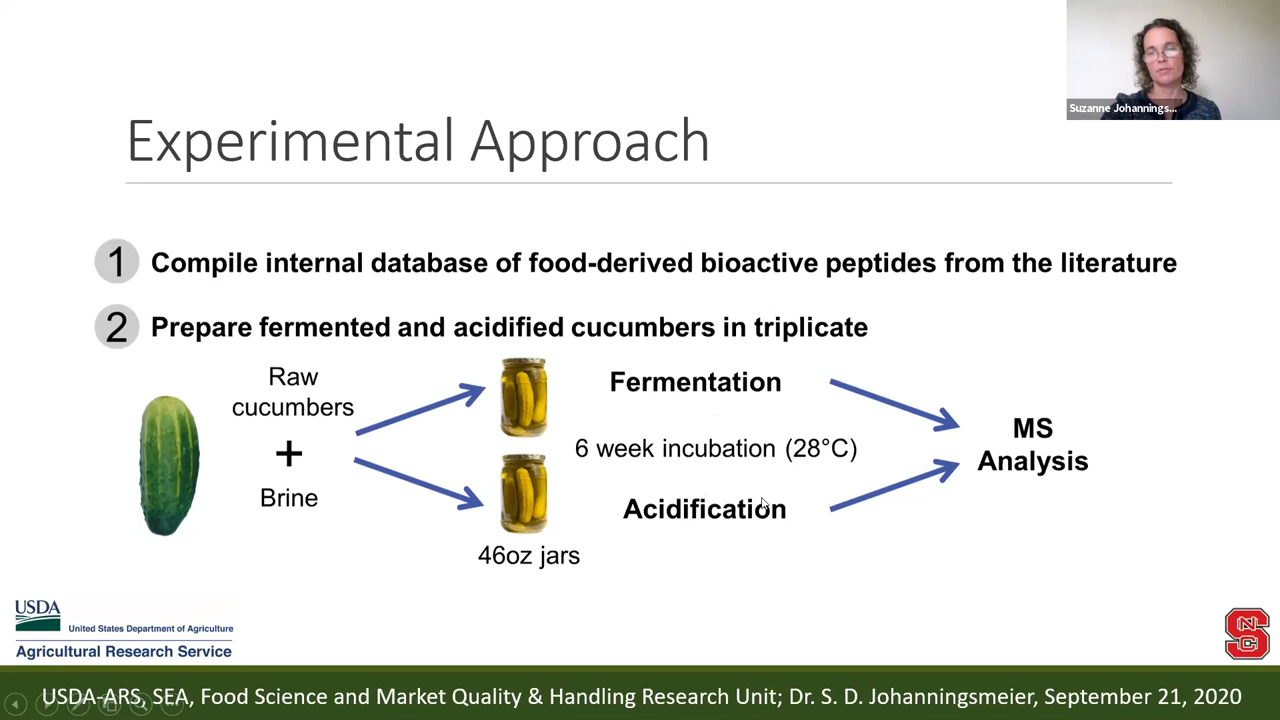 Suzanne Johannings...
Experimental Approach
1 Compile internal database of food-derived bioactive peptides from the literature
2 Prepare fermented and acidified cucumbers in triplicate
Raw
cucumbers
+
Brine
46oz jars
Fermentation
6 week incubation (28°C)
Acidification
MS
Analysis
USDA
United States Department of Agriculture
Agricultural Research Service
NCS
USDA-ARS, SEA, Food Science and Market Quality & Handling Research Unit; Dr. S. D. Johanningsmeier, September 21, 2020